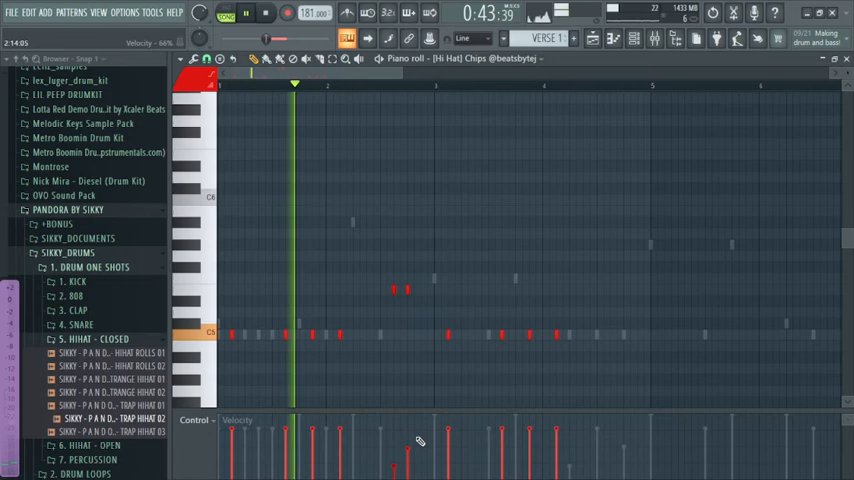 FILE EDIT ADD PATTERNS VIEW OPTIONS TOOLS HELP
PAT
SONG
181.000
3.2.1
0:43:39
22
1433 MB
6
2:14:05
Velocity - 66%
Line
VERSE 1
09/21 Making
drum and bass!
Browser - Snap 1
Piano roll - [Hi Hat] Chips @beatsbytej
lex_luger_drum_kit
LIL PEEP DRUMKIT
Lotta Red Demo Dru..it by Xcaler Beats
Melodic Keys Sample Pack
Metro Boomin Drum Kit
Metro Boomin Dru..pstrumentals.com)
Montrose
Nick Mira - Diesel (Drum Kit)
OVO Sound Pack
PANDORA BY SIKKY
BONUS
SIKKY_DOCUMENTS
SIKKY_DRUMS
1. DRUM ONE SHOTS
1. KICK
2. 808
3. CLAP
4. SNARE
5. HIHAT - CLOSED
SIKKY - P A N D..- HIHAT ROLLS 01
SIKKY - P A N D..- HIHAT ROLLS 02
SIKKY - P A N D..TRANGE HIHAT 01
SIKKY - P A N D..TRANGE HIHAT 02
SIKKY - P A N D O..- TRAP HIHAT 01
SIKKY - P A N D..- TRAP HIHAT 02
SIKKY - P A N D O..- TRAP HIHAT 03
6. HIHAT - OPEN
7. PERCUSSION
2. DRUM LOOPS
1 2 3 4 5 6
C6
C5
Control
Velocity